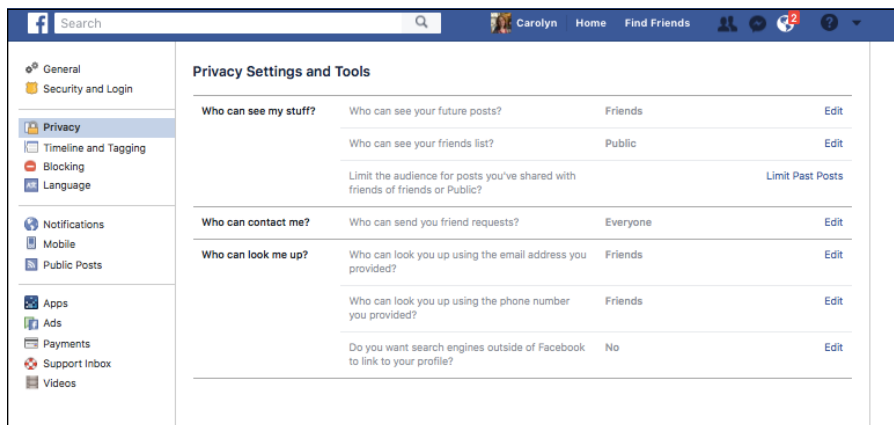 f Search Carolyn Home Find Friends 2 ?
General
Security and Login
Privacy
Timeline and Tagging
Blocking
Language
Notifications
Mobile
Public Posts
Apps
Ads
Payments
Support Inbox
Videos
Privacy Settings and Tools
Who can see my stuff? Who can see your future posts? Friends Edit
Who can see your friends list? Public Edit
Limit the audience for posts you've shared with Limit Past Posts
friends of friends or Public?
Who can contact me? Who can send you friend requests? Everyone Edit
Who can look me up? Who can look you up using the email address you Friends Edit
provided?
Who can look you up using the phone number Friends Edit
you provided?
Do you want search engines outside of Facebook No Edit
to link to your profile?